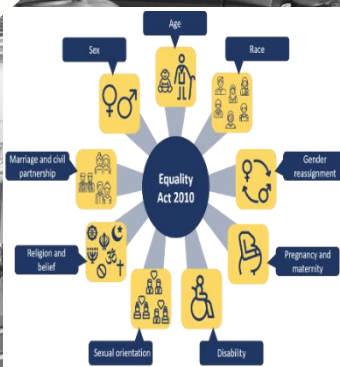 Age
Sex
Race
Marriage and civil
partnership
Equality
Act 2010
Gender
reassignment
Religion and
belief
Pregnancy and
maternity
Sexual orientation
Disability